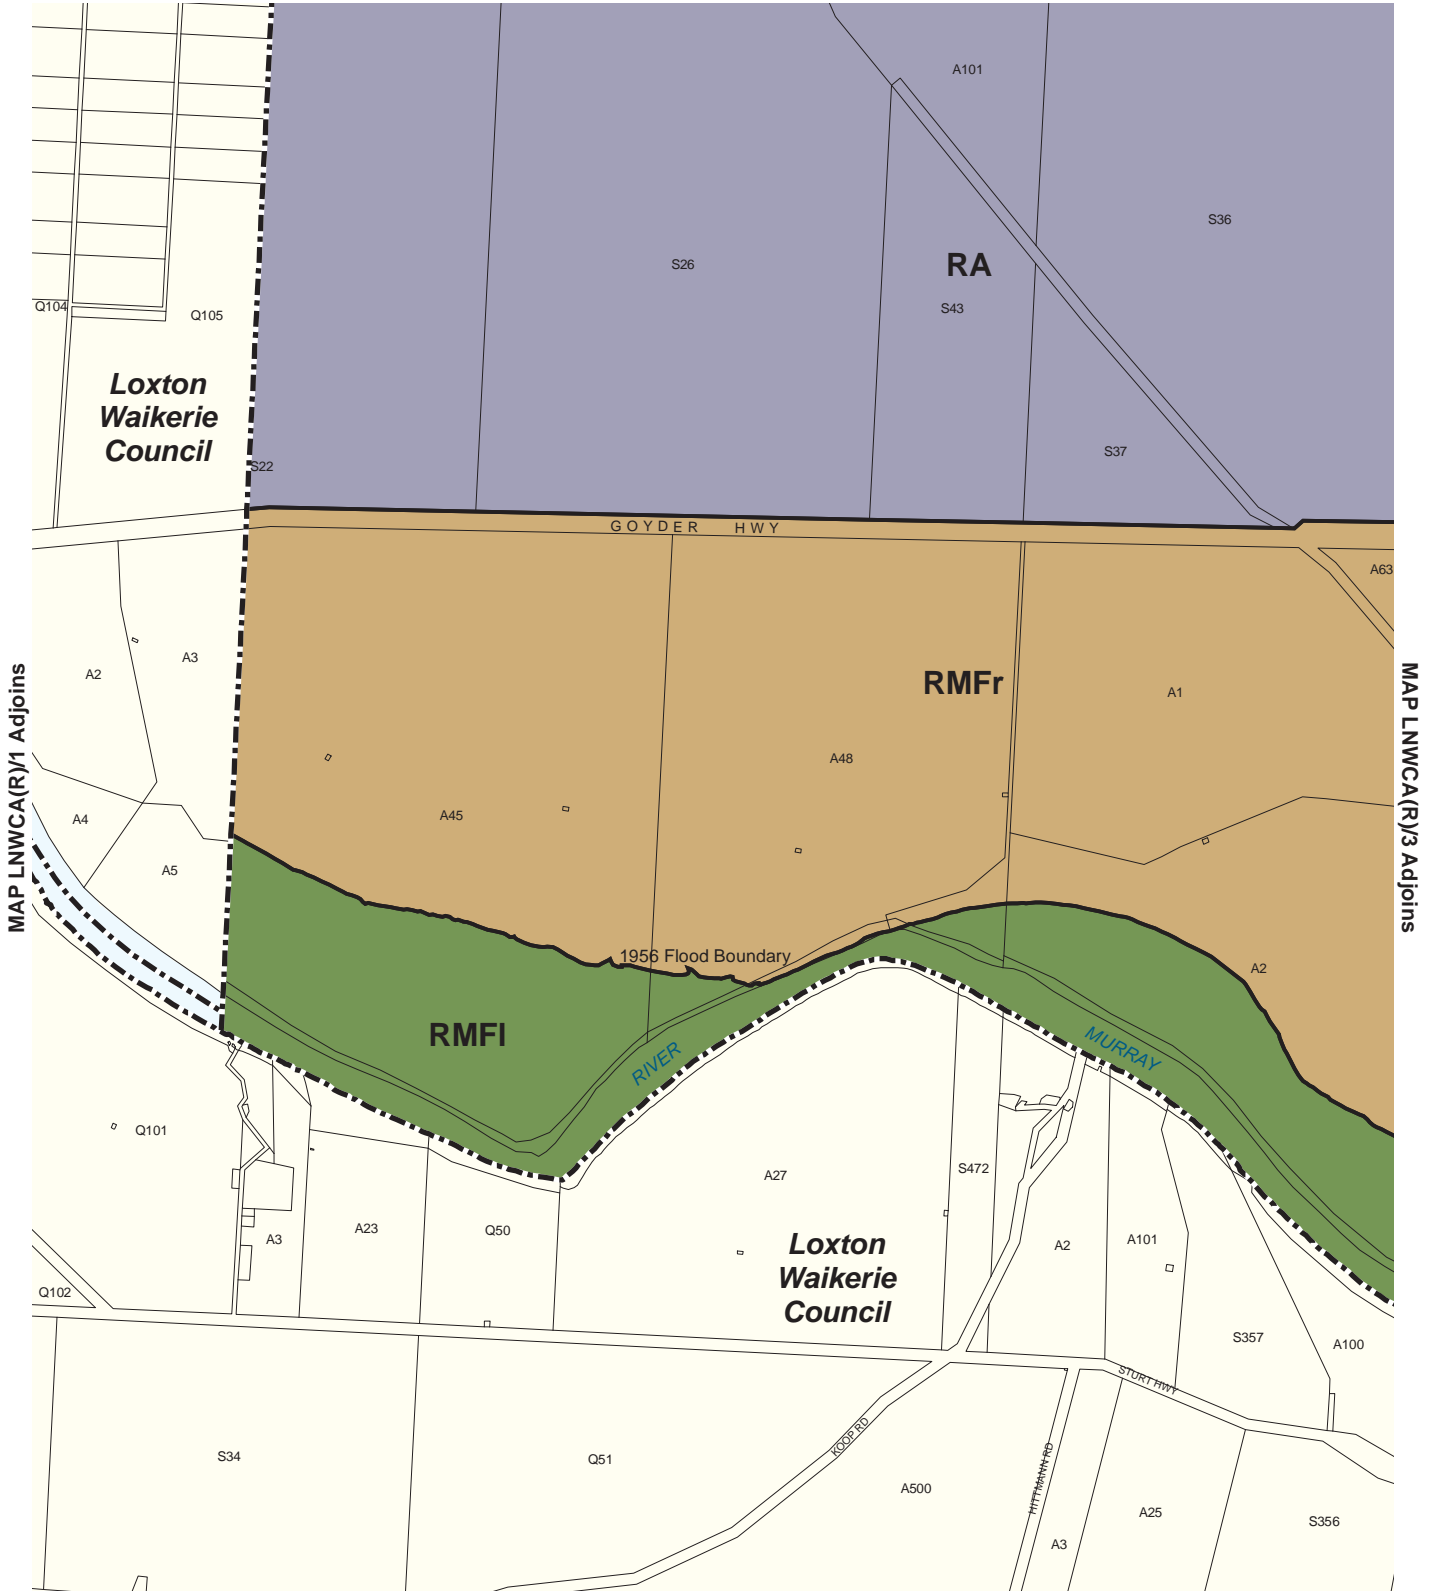 A101
S36
S26
RA
S43
Q104
Q105
Loxton
Waikerie
Council
S37
S22
GOYDER HWY
A63
A3
A2
RMFr
A1
MAP LNWCA(R)/1 Adjoins
MAP LNWCA(R)/3 Adjoins
A48
A45
A4
A5
1956 Flood Boundary
A2
RMFl
RIVER
MURRAY
Q101
A27
S472
A23
Q50
A3
Loxton
Waikerie
Council
A2
A101
Q102
S357
A100
STURT HWY
KOOP RD
HITTMANN RD
S34
Q51
A500
A25
S356
A3